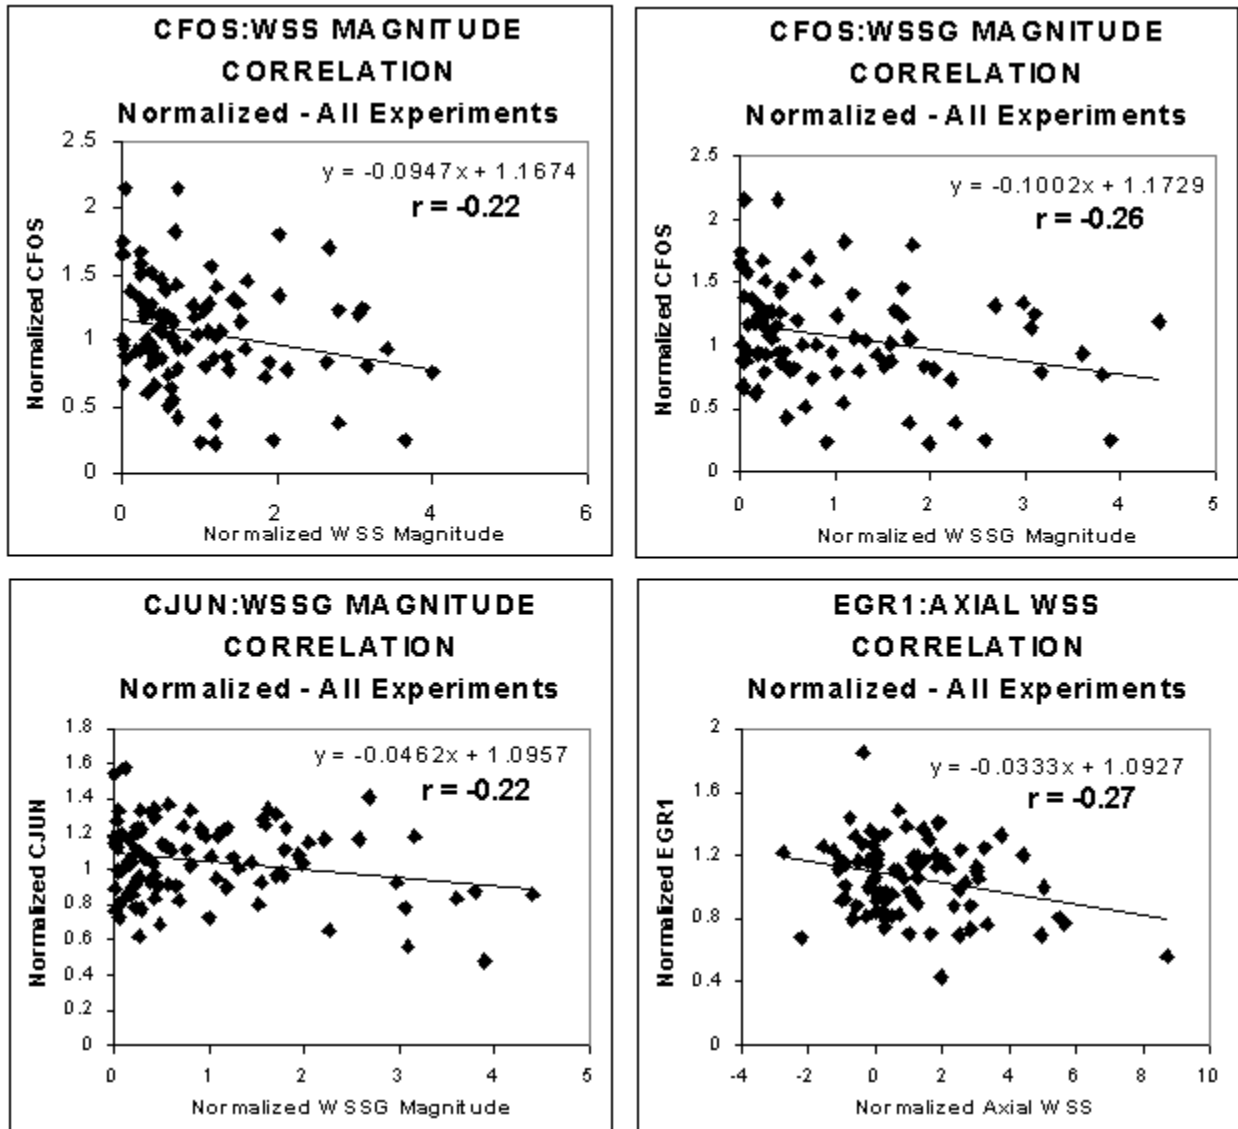 CFOS:WSS MAGNITUDE
CORRELATION
Normalized - All Experiments
y = -0.0947x + 1.1674
r = -0.22
Normalized CFOS
2.5
2
1.5
1
0.5
0
0
2
4
6
Normalized WSS Magnitude
CFOS:WSSG MAGNITUDE
CORRELATION
Normalized - All Experiments
y = -0.1002x + 1.1729
r = -0.26
Normalized CFOS
2.5
2
1.5
1
0.5
0
0
1
2
3
4
5
Normalized WSSG Magnitude
CJUN:WSSG MAGNITUDE
CORRELATION
Normalized - All Experiments
y = -0.0462x + 1.0957
r = -0.22
Normalized CJUN
1.8
1.6
1.4
1.2
1
0.8
0.6
0.4
0.2
0
0
1
2
3
4
5
Normalized WSSG Magnitude
EGR1:AXIAL WSS
CORRELATION
Normalized - All Experiments
y = -0.0333x + 1.0927
r = -0.27
Normalized EGR1
2
1.6
1.2
0.8
0.4
0
-4
-2
0
2
4
6
8
10
Normalized Axial WSS